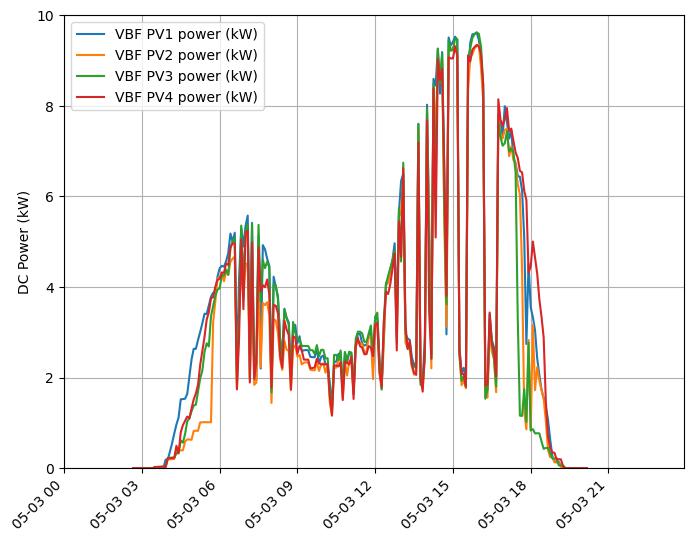 10
8
6
4
2
0
DC Power (kW)
VBF PV1 power (kW)
VBF PV2 power (kW)
VBF PV3 power (kW)
VBF PV4 power (kW)
05-03 00
05-03 03
05-03 06
05-03 09
05-03 12
05-03 15
05-03 18
05-03 21